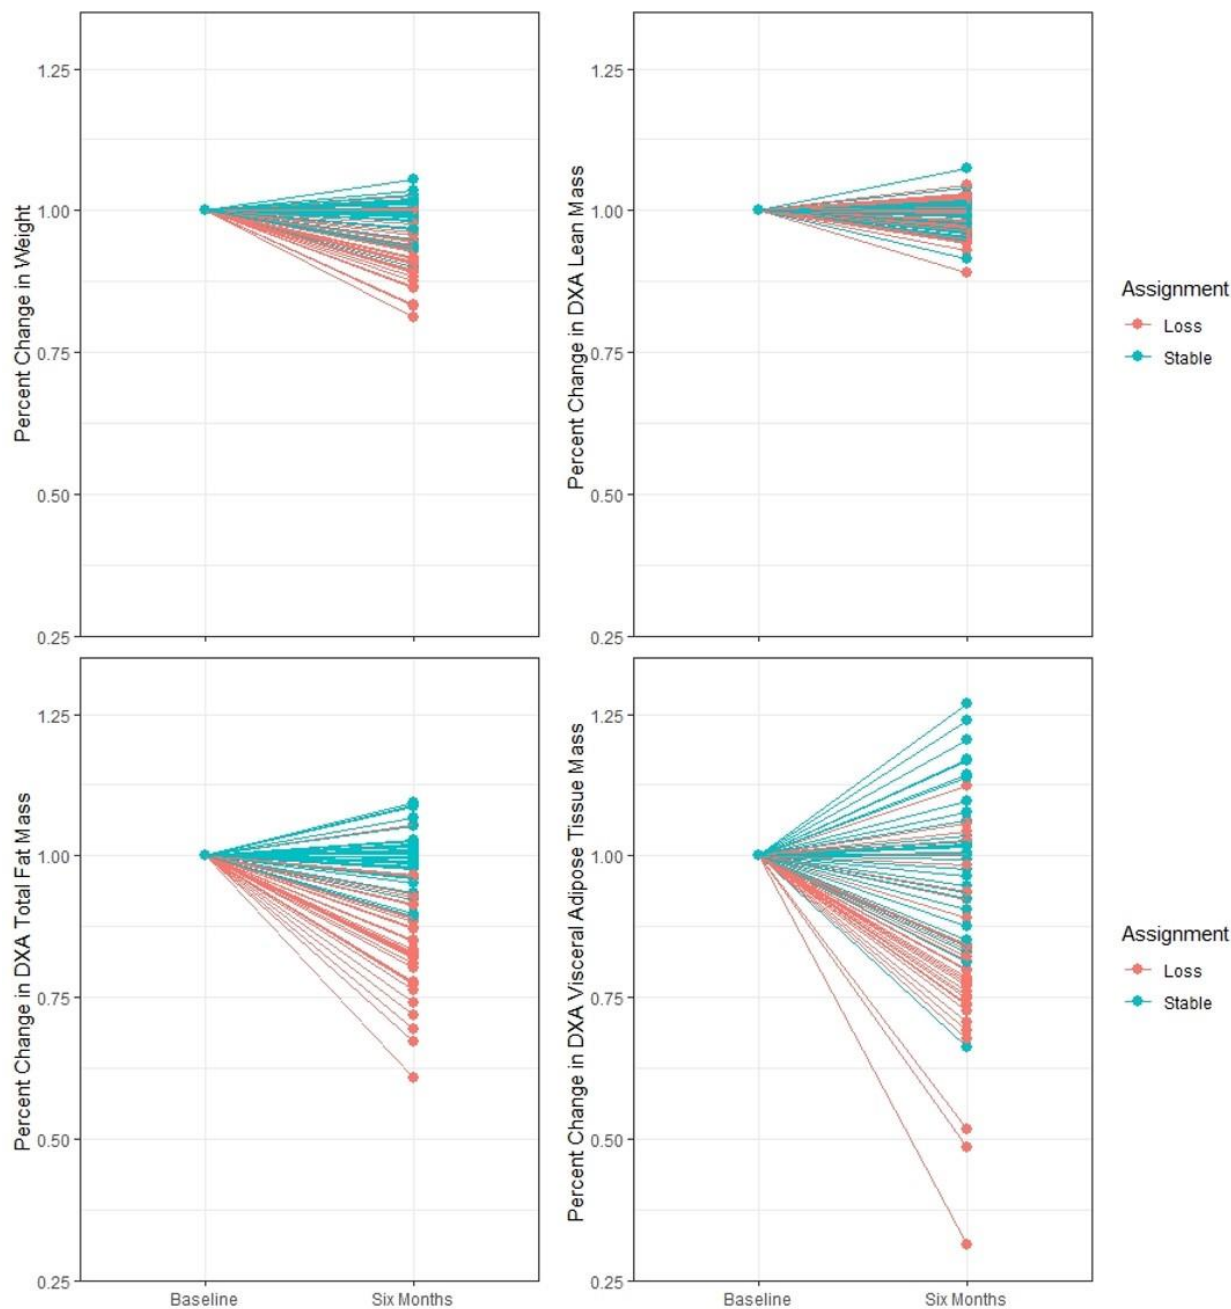 Percent Change in Weight
1.25
1.00
0.75
0.50
0.25
Percent Change in DXA Lean Mass
1.25
1.00
0.75
0.50
0.25
Assignment
Loss
Stable
Percent Change in DXA Total Fat Mass
1.25
1.00
0.75
0.50
0.25
Baseline
Six Months
Percent Change in DXA Visceral Adipose Tissue Mass
1.25
1.00
0.75
0.50
0.25
Baseline
Six Months
Assignment
Loss
Stable